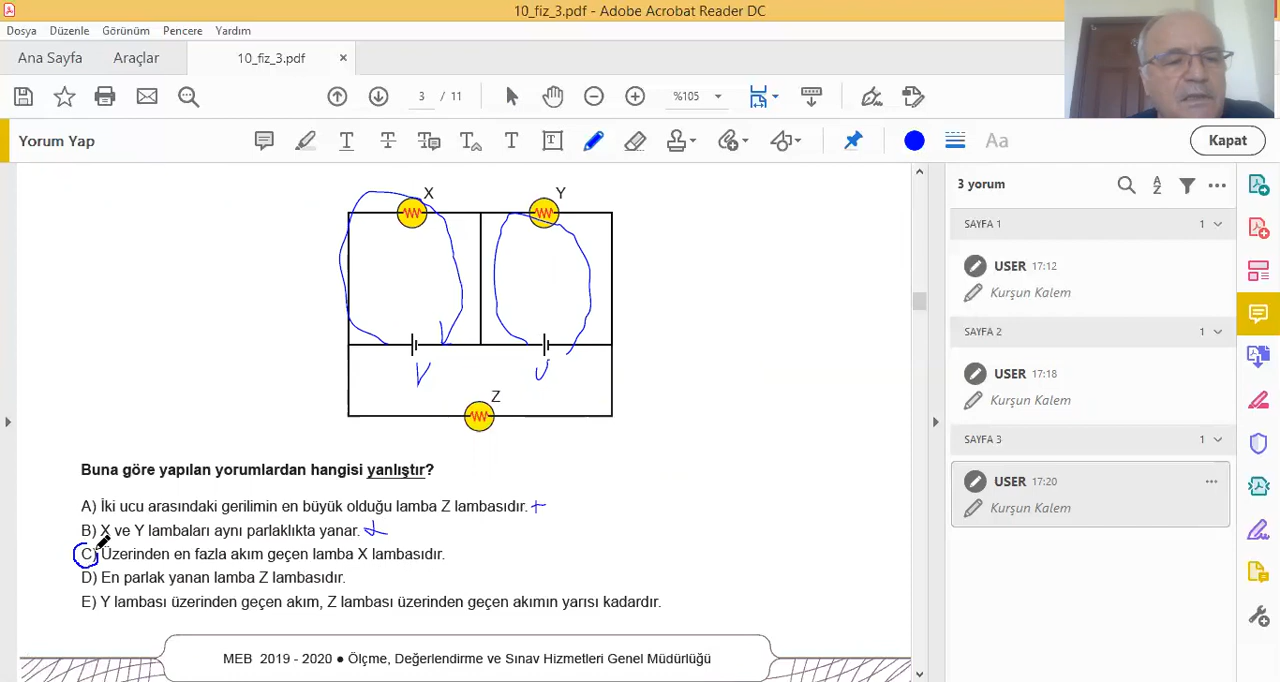 10_fiz_3.pdf - Adobe Acrobat Reader DC
Dosya Düzenle Görünüm Pencere Yardım
Ana Sayfa Araçlar 10_fiz_3.pdf ×
3 / 11 %105
Yorum Yap Aa Kapat
3 yorum
SAYFA 1 1
USER 17:12
Kurşun Kalem
SAYFA 2 1
USER 17:18
Kurşun Kalem
SAYFA 3 1
USER 17:20
Kurşun Kalem
X Y
V
Z
Buna göre yapılan yorumlardan hangisi yanlıştır?
A) İki ucu arasındaki gerilimin en büyük olduğu lamba Z lambasıdır. +
B) X ve Y lambaları aynı parlaklıkta yanar.
C) Üzerinden en fazla akım geçen lamba X lambasıdır.
D) En parlak yanan lamba Z lambasıdır.
E) Y lambası üzerinden geçen akım, Z lambası üzerinden geçen akımın yarısı kadardır.
MEB 2019 - 2020 ● Ölçme, Değerlendirme ve Sınav Hizmetleri Genel Müdürlüğü